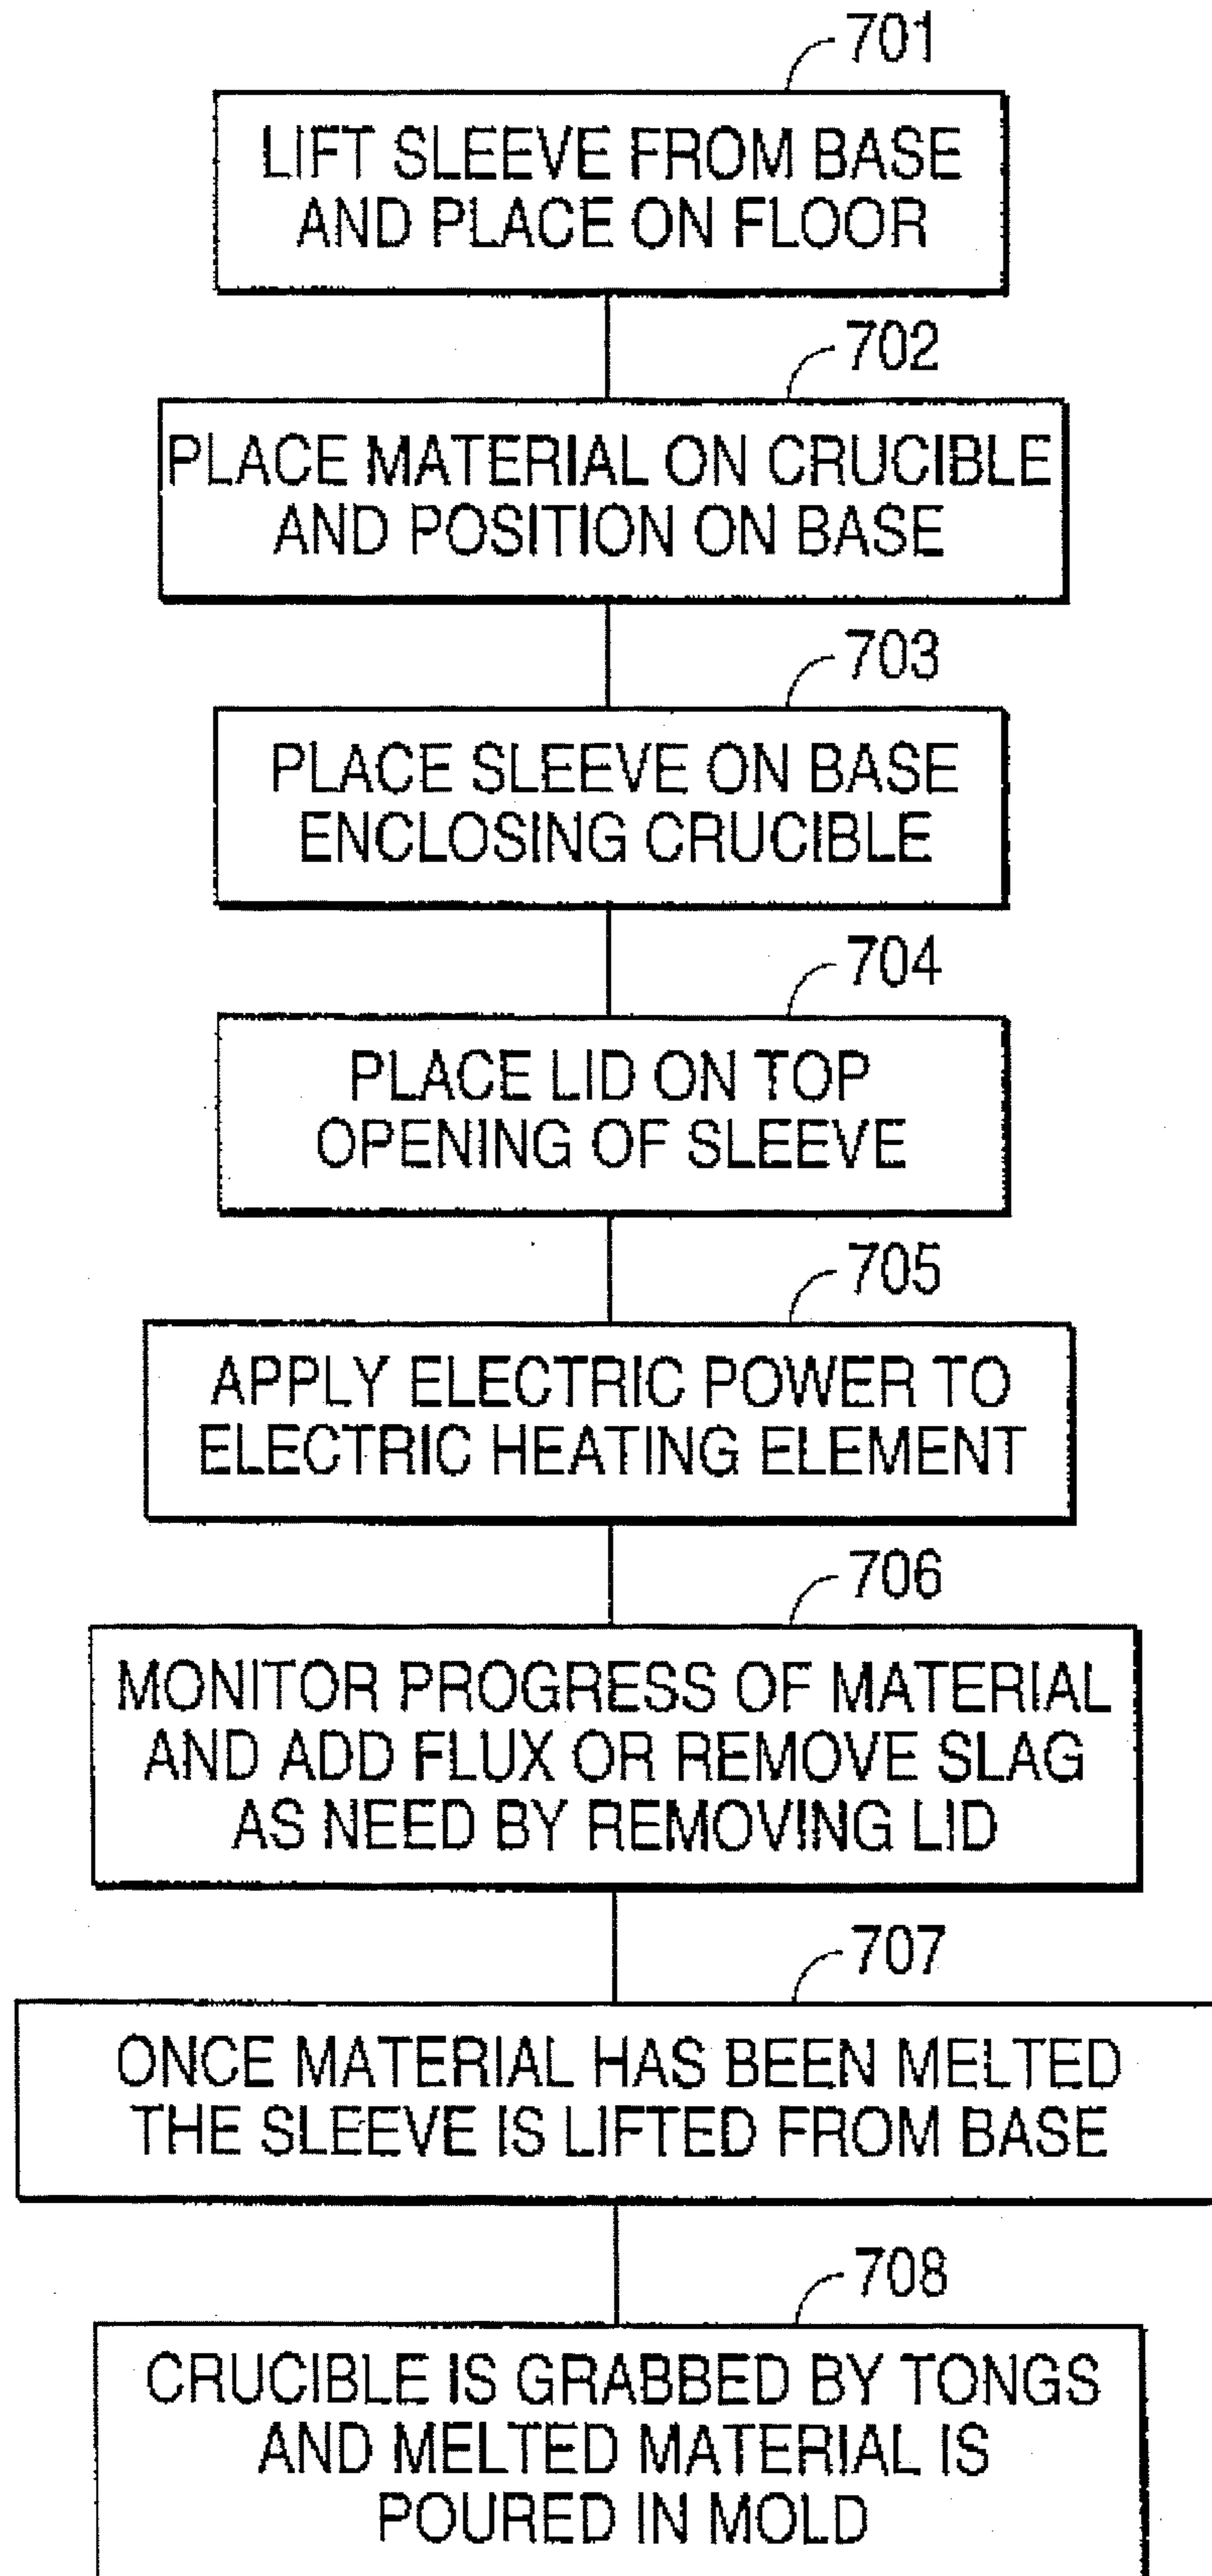 701
LIFT SLEEVE FROM BASE
AND PLACE ON FLOOR
702
PLACE MATERIAL ON CRUCIBLE
AND POSITION ON BASE
703
PLACE SLEEVE ON BASE
ENCLOSING CRUCIBLE
704
PLACE LID ON TOP
OPENING OF SLEEVE
705
APPLY ELECTRIC POWER TO
ELECTRIC HEATING ELEMENT
706
MONITOR PROGRESS OF MATERIAL
AND ADD FLUX OR REMOVE SLAG
AS NEED BY REMOVING LID
707
ONCE MATERIAL HAS BEEN MELTED
THE SLEEVE IS LIFTED FROM BASE
708
CRUCIBLE IS GRABBED BY TONGS
AND MELTED MATERIAL IS
POURED IN MOLD